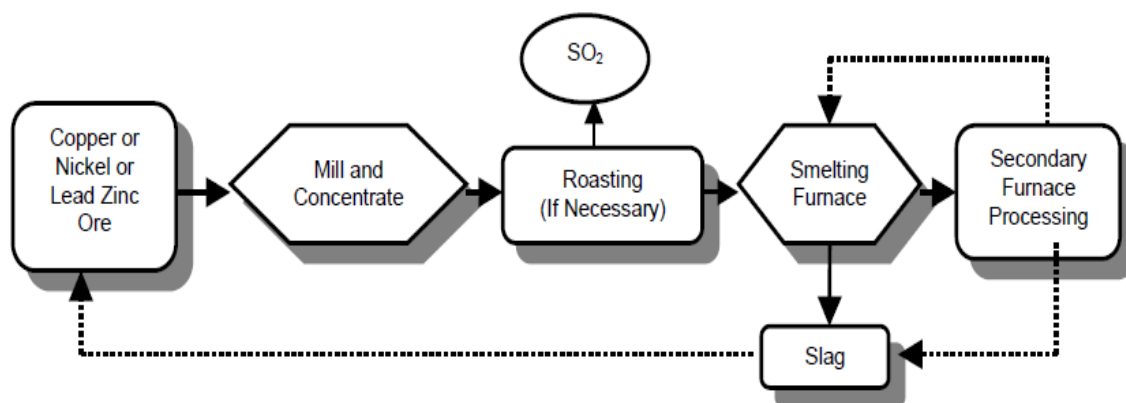 SO₂
Copper or
Nickel or
Lead Zinc
Ore
Mill and
Concentrate
Roasting
(If Necessary)
Smelting
Furnace
Secondary
Furnace
Processing
Slag